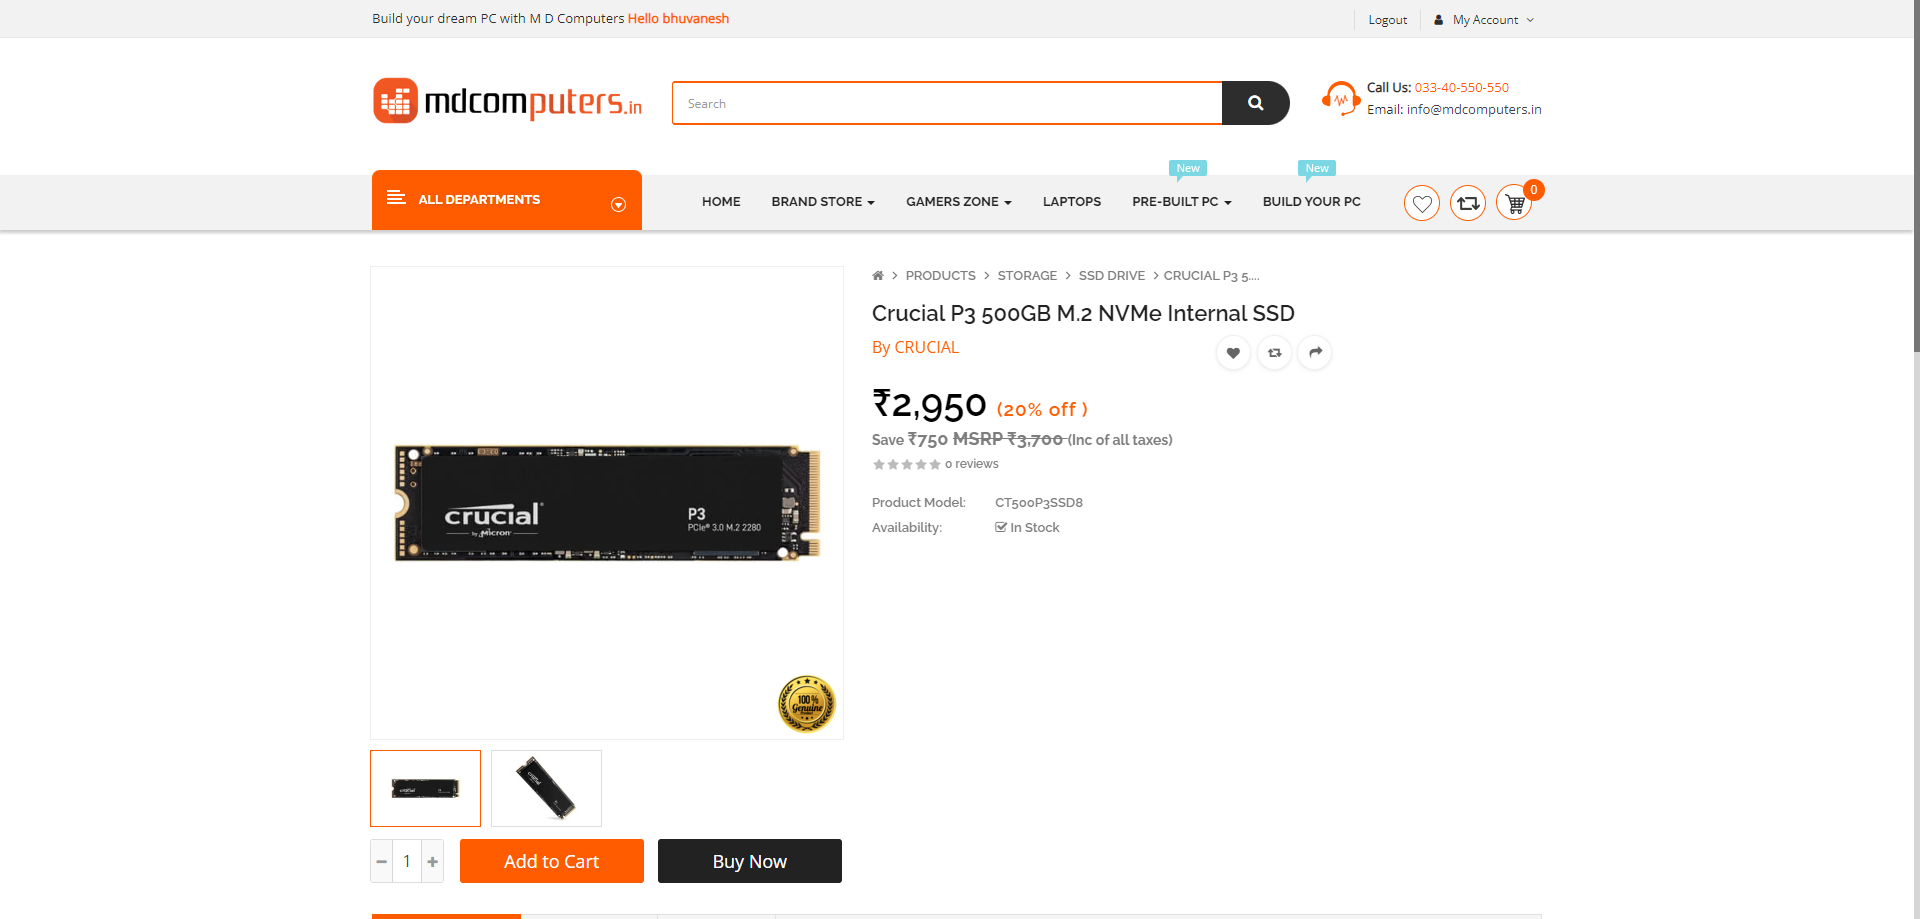 Build your dream PC with M D Computers Hello bhuvanesh
Logout
My Account
mdcomputers.in
Search
Call Us: 033-40-550-550
Email: info@mdcomputers.in
ALL DEPARTMENTS
HOME
BRAND STORE
GAMERS ZONE
LAPTOPS
New
PRE-BUILT PC
New
BUILD YOUR PC
0
PRODUCTS
STORAGE
SSD DRIVE
CRUCIAL P3 5....
Crucial P3 500GB M.2 NVMe Internal SSD
By CRUCIAL
₹2,950 (20% off )
Save ₹750 MSRP ₹3,700 (Inc of all taxes)
0 reviews
Product Model: CT500P3SSD8
Availability: In Stock
crucial
by Micron
P3
PCIe® 3.0 M.2 2280
100%
Genuine
crucial
crucial
1
Add to Cart
Buy Now